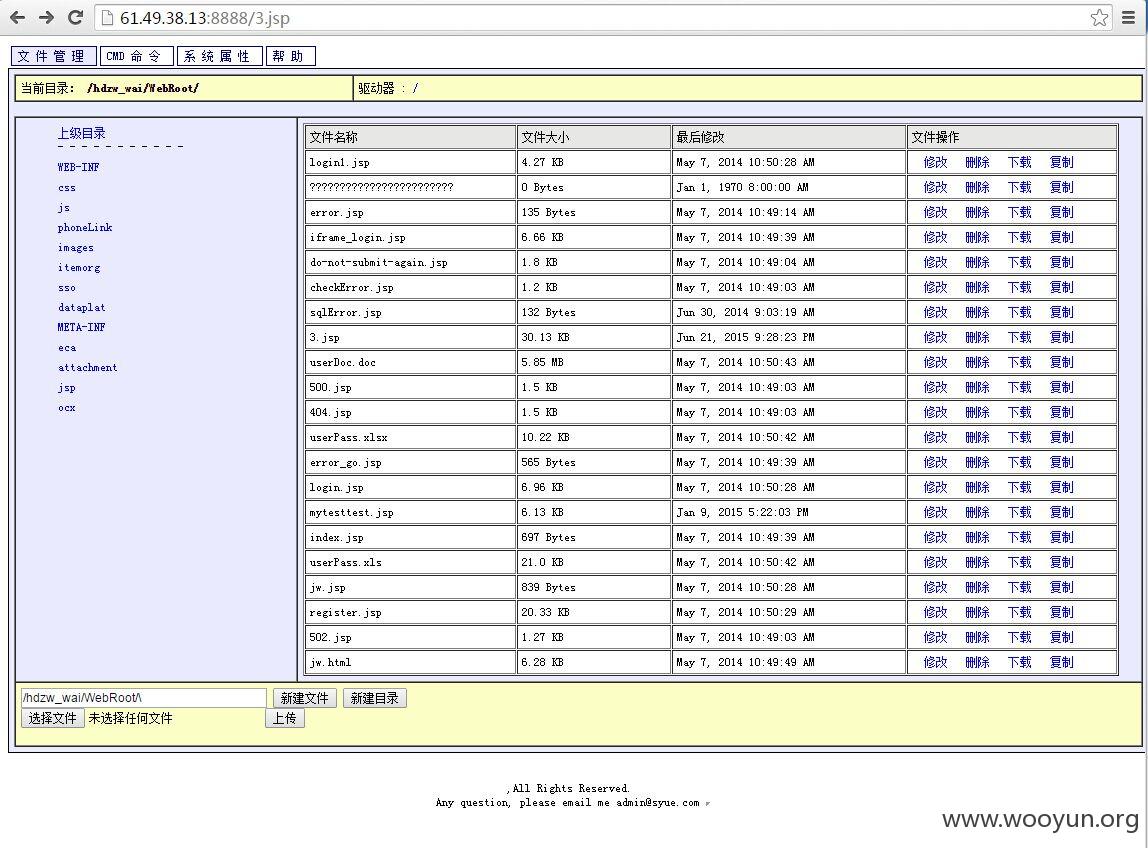 61.49.38.13:8888/3.jsp
文 件 管 理 CMD 命 令 系 统 属 性 帮 助
当前目录： /hdzw_wai/WebRoot/ 驱动器 : /
上级目录
- - - - - - - - - - -
WEB-INF
css
js
phoneLink
images
itemorg
sso
dataplat
META-INF
eca
attachment
jsp
ocx
文件名称 文件大小 最后修改 文件操作
login1.jsp 4.27 KB May 7, 2014 10:50:28 AM 修改 删除 下载 复制
???????????????????????? 0 Bytes Jan 1, 1970 8:00:00 AM 修改 删除 下载 复制
error.jsp 135 Bytes May 7, 2014 10:49:14 AM 修改 删除 下载 复制
iframe_login.jsp 6.66 KB May 7, 2014 10:49:39 AM 修改 删除 下载 复制
do-not-submit-again.jsp 1.8 KB May 7, 2014 10:49:04 AM 修改 删除 下载 复制
checkError.jsp 1.2 KB May 7, 2014 10:49:03 AM 修改 删除 下载 复制
sqlError.jsp 132 Bytes Jun 30, 2014 9:03:19 AM 修改 删除 下载 复制
3.jsp 30.13 KB Jun 21, 2015 9:28:23 PM 修改 删除 下载 复制
userDoc.doc 5.85 MB May 7, 2014 10:50:43 AM 修改 删除 下载 复制
500.jsp 1.5 KB May 7, 2014 10:49:03 AM 修改 删除 下载 复制
404.jsp 1.5 KB May 7, 2014 10:49:03 AM 修改 删除 下载 复制
userPass.xlsx 10.22 KB May 7, 2014 10:50:42 AM 修改 删除 下载 复制
error_go.jsp 565 Bytes May 7, 2014 10:49:39 AM 修改 删除 下载 复制
login.jsp 6.96 KB May 7, 2014 10:50:28 AM 修改 删除 下载 复制
mytesttest.jsp 6.13 KB Jan 9, 2015 5:22:03 PM 修改 删除 下载 复制
index.jsp 697 Bytes May 7, 2014 10:49:39 AM 修改 删除 下载 复制
userPass.xls 21.0 KB May 7, 2014 10:50:42 AM 修改 删除 下载 复制
jw.jsp 839 Bytes May 7, 2014 10:50:28 AM 修改 删除 下载 复制
register.jsp 20.33 KB May 7, 2014 10:50:29 AM 修改 删除 下载 复制
502.jsp 1.27 KB May 7, 2014 10:49:03 AM 修改 删除 下载 复制
jw.html 6.28 KB May 7, 2014 10:49:49 AM 修改 删除 下载 复制
/hdzw_wai/WebRoot/\ 新建文件 新建目录
选择文件 未选择任何文件 上传
,All Rights Reserved.
Any question, please email me admin@syue.com
www.wooyun.org